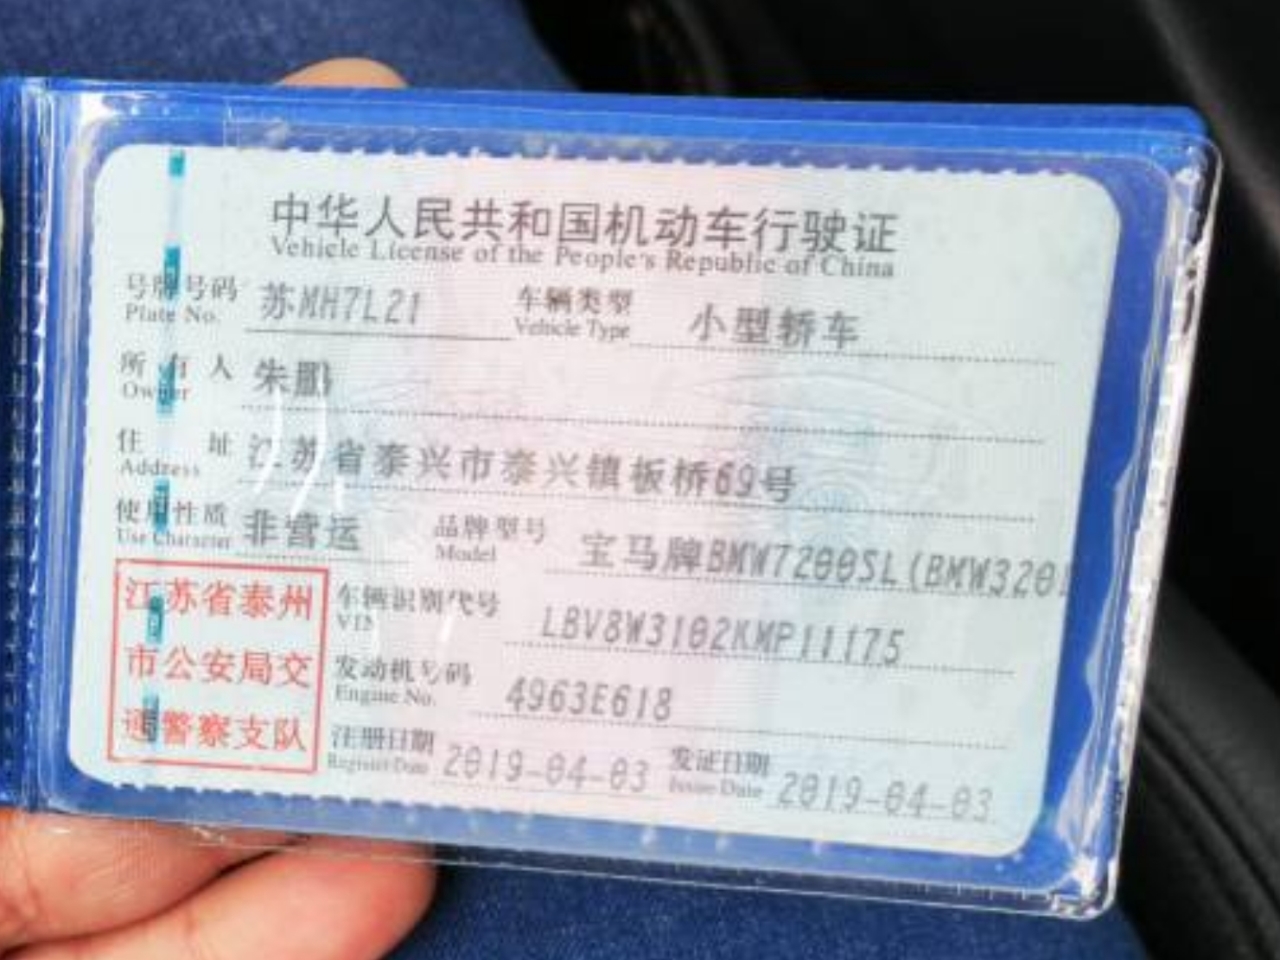 中华人民共和国机动车行驶证
Vehicle License of the People's Republic of China
号牌号码 苏MH7L21 车辆类型 小型轿车
Plate No. Vehicle Type
所有人 朱鹏
Owner
住址 江苏省泰兴市泰兴镇板桥69号
Address
使用性质 非营运 品牌型号 宝马牌BMW7200SL(BMW320
Use Character Model
江苏省泰州
市公安局交
通警察支队
车辆识别代号 LBV8W3102KMP11175
VIN
发动机号码 4963E618
Engine No.
注册日期 2019-04-03 发证日期 2019-04-03
Register Date Issue Date